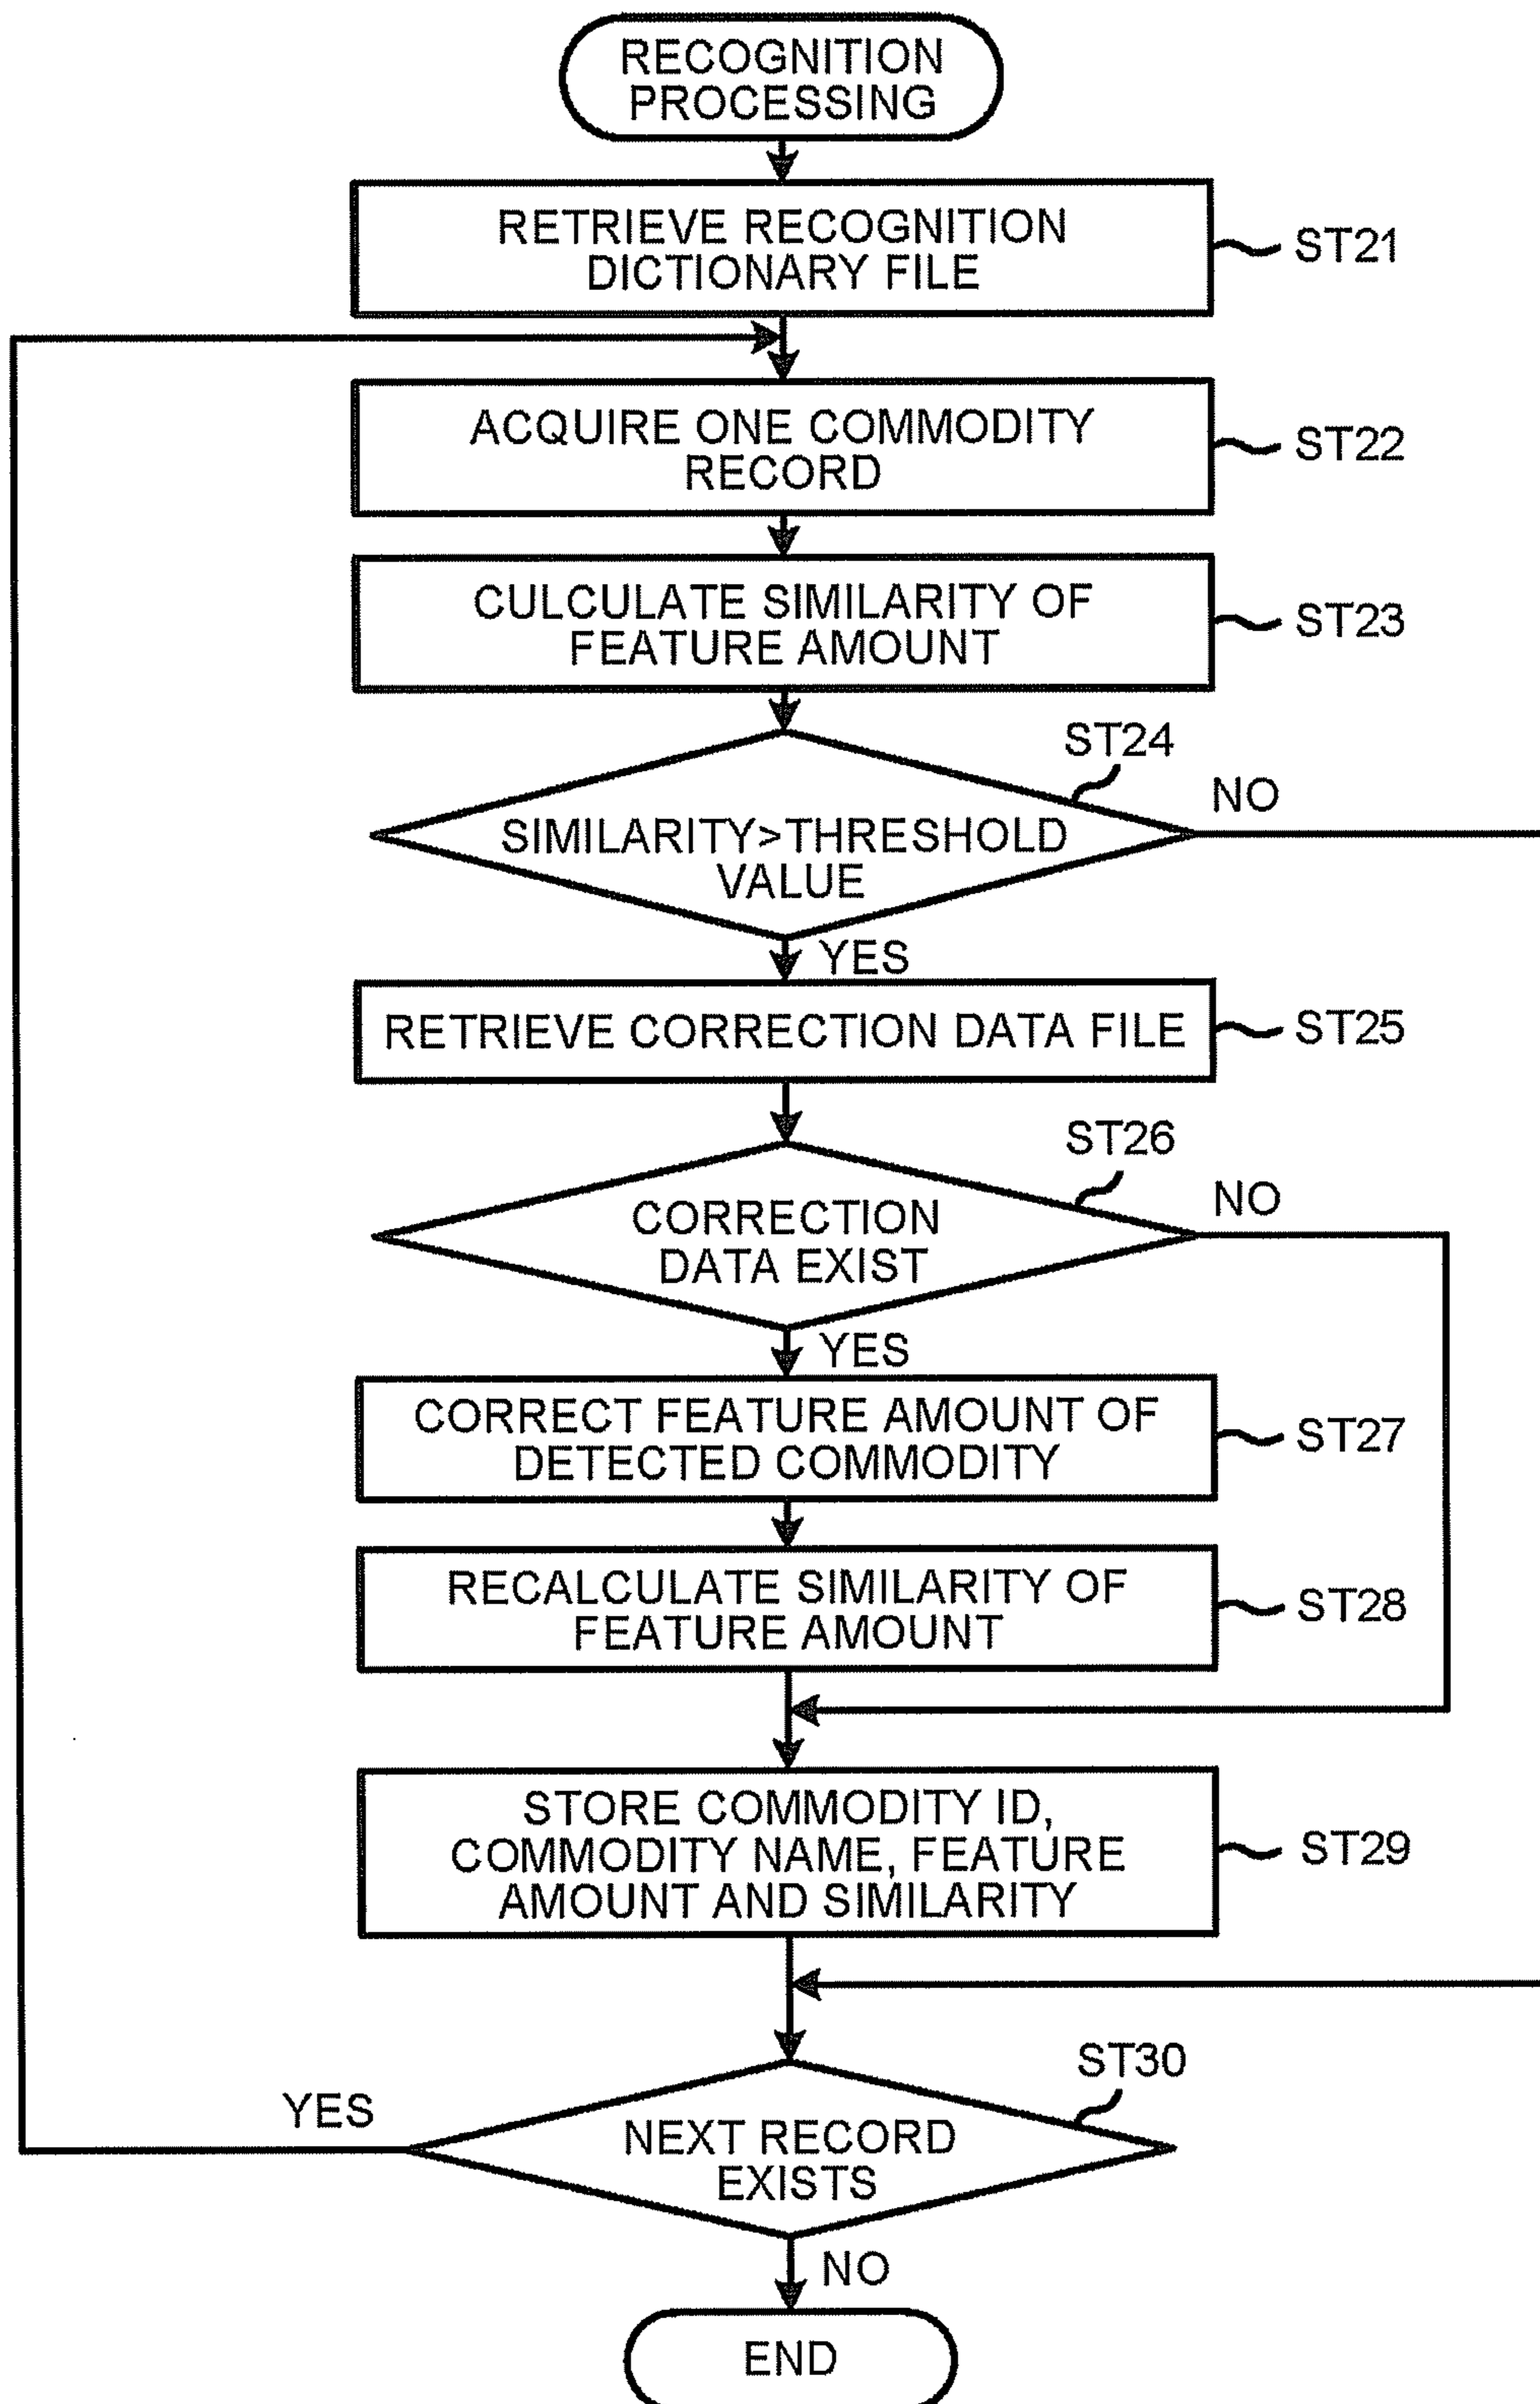 RECOGNITION
PROCESSING
RETRIEVE RECOGNITION
DICTIONARY FILE
ST21
ACQUIRE ONE COMMODITY
RECORD
ST22
CULCULATE SIMILARITY OF
FEATURE AMOUNT
ST23
ST24
NO
SIMILARITY>THRESHOLD
VALUE
YES
RETRIEVE CORRECTION DATA FILE
ST25
ST26
NO
CORRECTION
DATA EXIST
YES
CORRECT FEATURE AMOUNT OF
DETECTED COMMODITY
ST27
RECALCULATE SIMILARITY OF
FEATURE AMOUNT
ST28
STORE COMMODITY ID,
COMMODITY NAME, FEATURE
AMOUNT AND SIMILARITY
ST29
ST30
YES
NEXT RECORD
EXISTS
NO
END